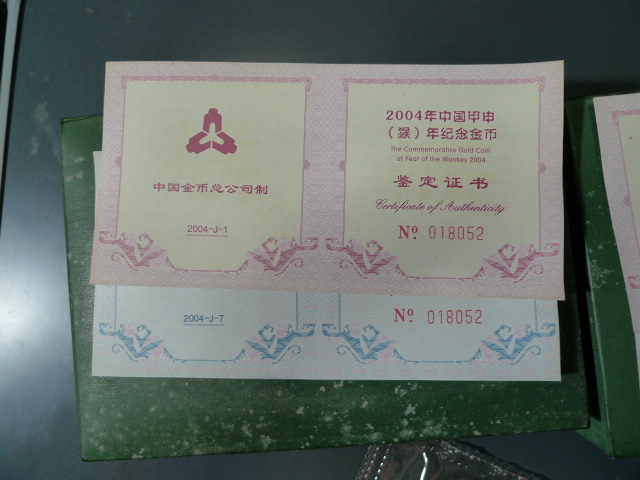 中国金币总公司制
2004-J-1
2004年中国甲申
（猴）年纪念金币
The Commemorative Gold Coin
of Year of the Monkey 2004
鉴定证书
Certificate of Authenticity
Nº 018052
2004-J-7
Nº 018052